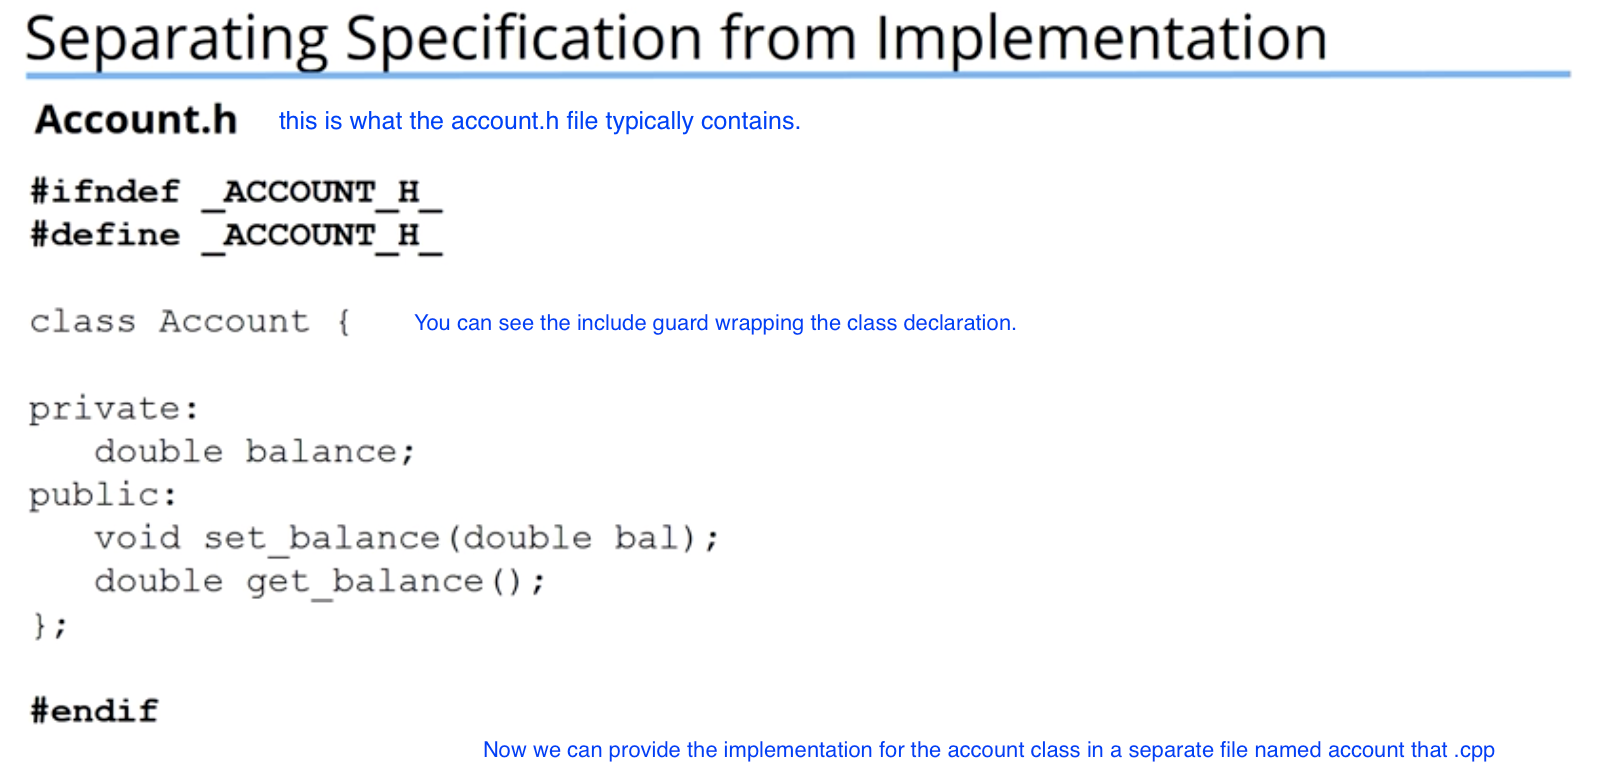 Separating Specification from Implementation
Account.h this is what the account.h file typically contains.
#ifndef _ACCOUNT_H_
#define _ACCOUNT_H_
class Account { You can see the include guard wrapping the class declaration.
private:
double balance;
public:
void set_balance(double bal);
double get_balance();
};
#endif
Now we can provide the implementation for the account class in a separate file named account that .cpp